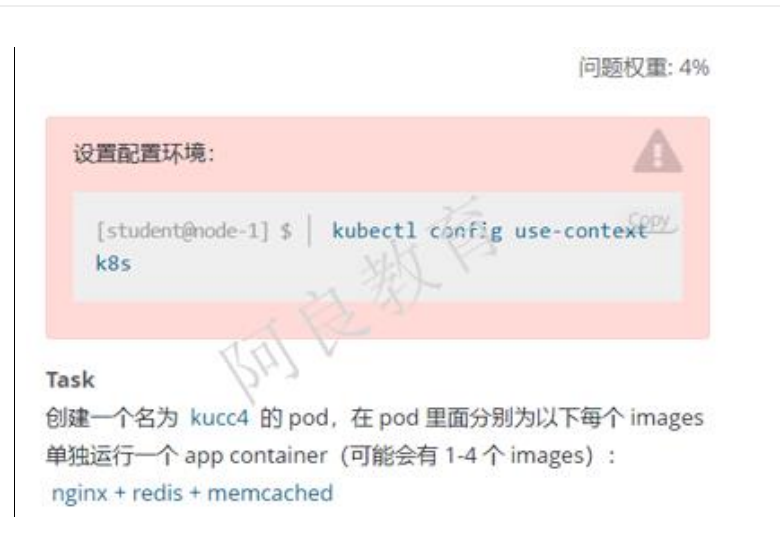 问题权重: 4%
设置配置环境：
Copy
[student@node-1] $ | kubectl config use-context
k8s
阿良教育
Task
创建一个名为 kucc4 的 pod，在 pod 里面分别为以下每个 images
单独运行一个 app container（可能会有 1-4 个 images）：
nginx + redis + memcached